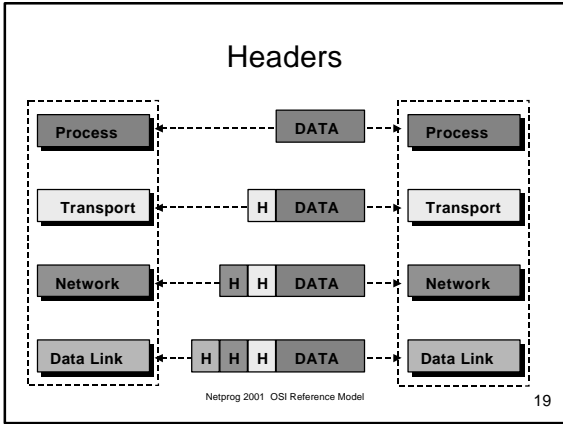 Headers
Process DATA Process
Transport H DATA Transport
Network H H DATA Network
Data Link H H H DATA Data Link
Netprog 2001 OSI Reference Model
19